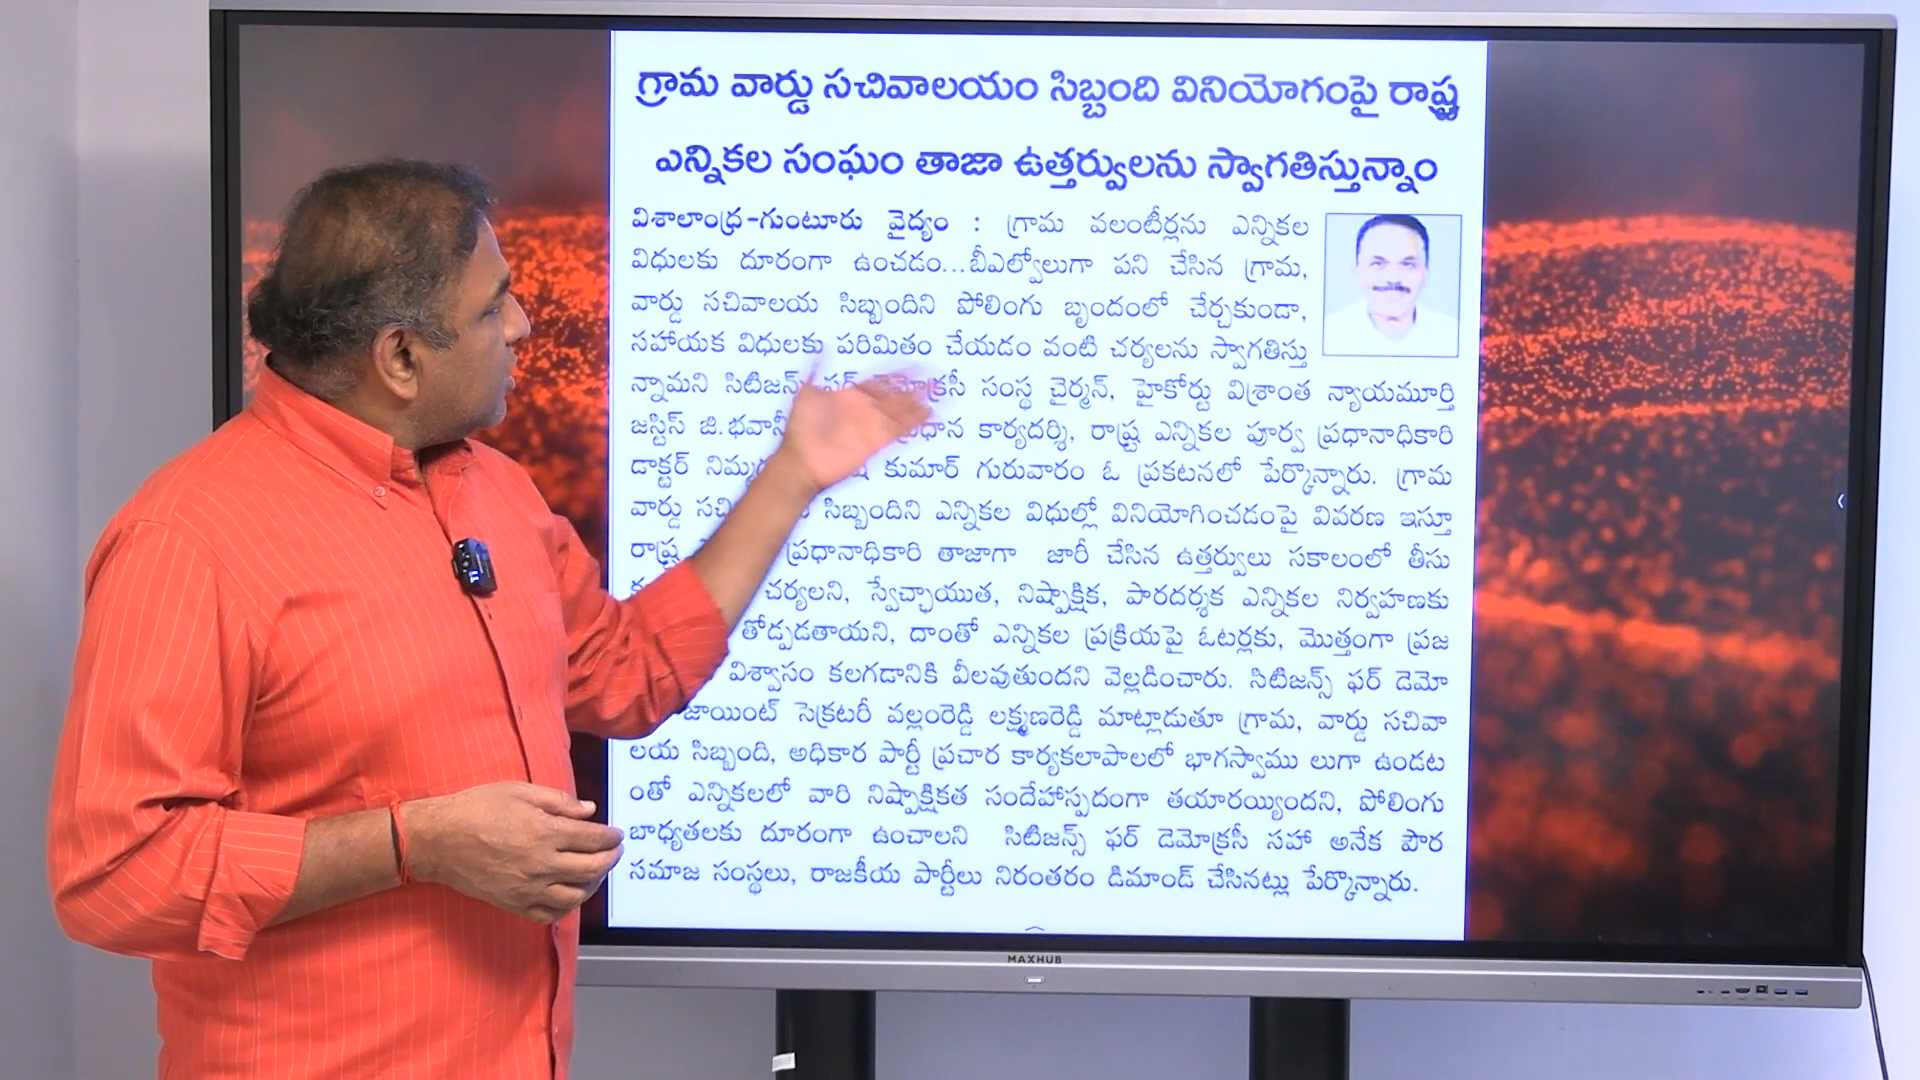 గ్రామ వార్డు సచివాలయం సిబ్బంది వినియోగంపై రాష్ట్ర
ఎన్నికల సంఘం తాజా ఉత్తర్వులను స్వాగతిస్తున్నాం
విశాలాంధ్ర-గుంటూరు వైద్యం : గ్రామ వలంటీర్లను ఎన్నికల
విధులకు దూరంగా ఉంచడం...బీఎల్వోలుగా పని చేసిన గ్రామ,
వార్డు సచివాలయ సిబ్బందిని పోలింగు బృందంలో చేర్చకుండా,
సహాయక విధులకు పరిమితం చేయడం వంటి చర్యలను స్వాగతిస్తు
న్నామని సిటిజన్స్ ఫర్ డెమోక్రసీ సంస్థ చైర్మన్, హైకోర్టు విశ్రాంత న్యాయమూర్తి
జస్టిస్ జి.భవానీ ప్రధాన కార్యదర్శి, రాష్ట్ర ఎన్నికల పూర్వ ప్రధానాధికారి
డాక్టర్ కుమార్ గురువారం ఓ ప్రకటనలో పేర్కొన్నారు. గ్రామ
వార్డు సిబ్బందిని ఎన్నికల విధుల్లో వినియోగించడంపై వివరణ ఇస్తూ
రాష్ట్ర ప్రధానాధికారి తాజాగా జారీ చేసిన ఉత్తర్వులు సకాలంలో తీసు
చర్యలని, స్వేచ్ఛాయుత, నిష్పాక్షిక, పారదర్శక ఎన్నికల నిర్వహణకు
తోడ్పడతాయని, దాంతో ఎన్నికల ప్రక్రియపై ఓటర్లకు, మొత్తంగా ప్రజ
విశ్వాసం కలగడానికి వీలవుతుందని వెల్లడించారు. సిటిజన్స్ ఫర్ డెమో
జాయింట్ సెక్రటరీ వల్లంరెడ్డి లక్ష్మణరెడ్డి మాట్లాడుతూ గ్రామ, వార్డు సచివా
లయ సిబ్బంది, అధికార పార్టీ ప్రచార కార్యకలాపాలలో భాగస్వాము లుగా ఉండట
ంతో ఎన్నికలలో వారి నిష్పాక్షికత సందేహాస్పదంగా తయారయ్యిందని, పోలింగు
బాధ్యతలకు దూరంగా ఉంచాలని సిటిజన్స్ ఫర్ డెమోక్రసీ సహా అనేక పౌర
సమాజ సంస్థలు, రాజకీయ పార్టీలు నిరంతరం డిమాండ్ చేసినట్లు పేర్కొన్నారు.
MAXHUB